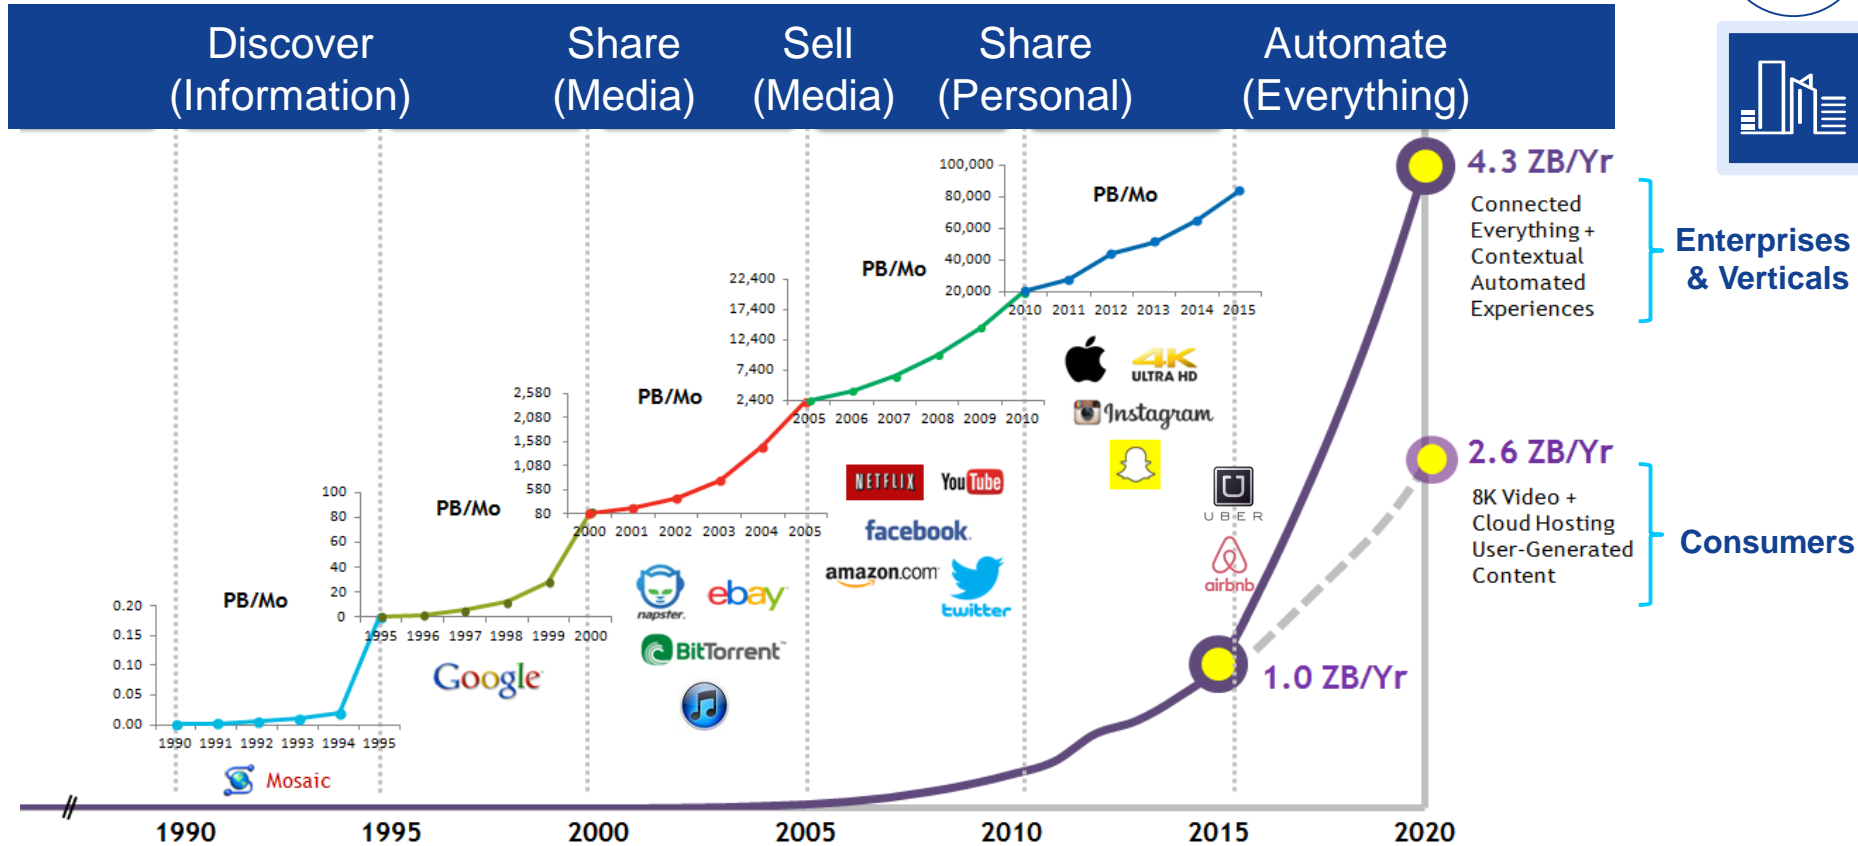 Discover
(Information)
Share
(Media)
Sell
(Media)
Share
(Personal)
Automate
(Everything)
4.3 ZB/Yr
Connected
Everything +
Contextual
Automated
Experiences
Enterprises
& Verticals
2.6 ZB/Yr
8K Video +
Cloud Hosting
User-Generated
Content
Consumers
1.0 ZB/Yr
PB/Mo
100,000
80,000
60,000
40,000
20,000
2010 2011 2012 2013 2014 2015
4K
ULTRA HD
Instagram
UBER
airbnb
PB/Mo
22,400
17,400
12,400
7,400
2,400
2005 2006 2007 2008 2009 2010
NETFLIX
YouTube
facebook.
amazon.com
twitter
PB/Mo
2,580
2,080
1,580
1,080
580
80
2000 2001 2002 2003 2004 2005
napster.
ebay
BitTorrent™
PB/Mo
100
80
60
40
20
0
1995 1996 1997 1998 1999 2000
Google
PB/Mo
0.20
0.15
0.10
0.05
0.00
1990 1991 1992 1993 1994 1995
Mosaic
1990 1995 2000 2005 2010 2015 2020